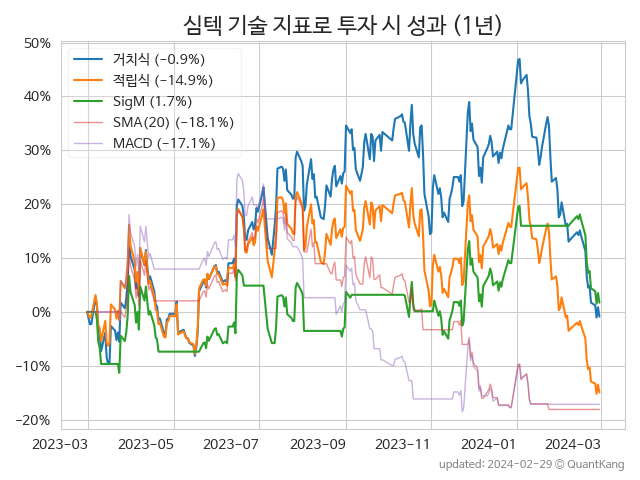 심텍 기술 지표로 투자 시 성과 (1년)
50%
40%
30%
20%
10%
0%
−10%
−20%
거치식 (−0.9%)
적립식 (−14.9%)
SigM (1.7%)
SMA(20) (−18.1%)
MACD (−17.1%)
2023-03 2023-05 2023-07 2023-09 2023-11 2024-01 2024-03
updated: 2024-02-29 © QuantKang